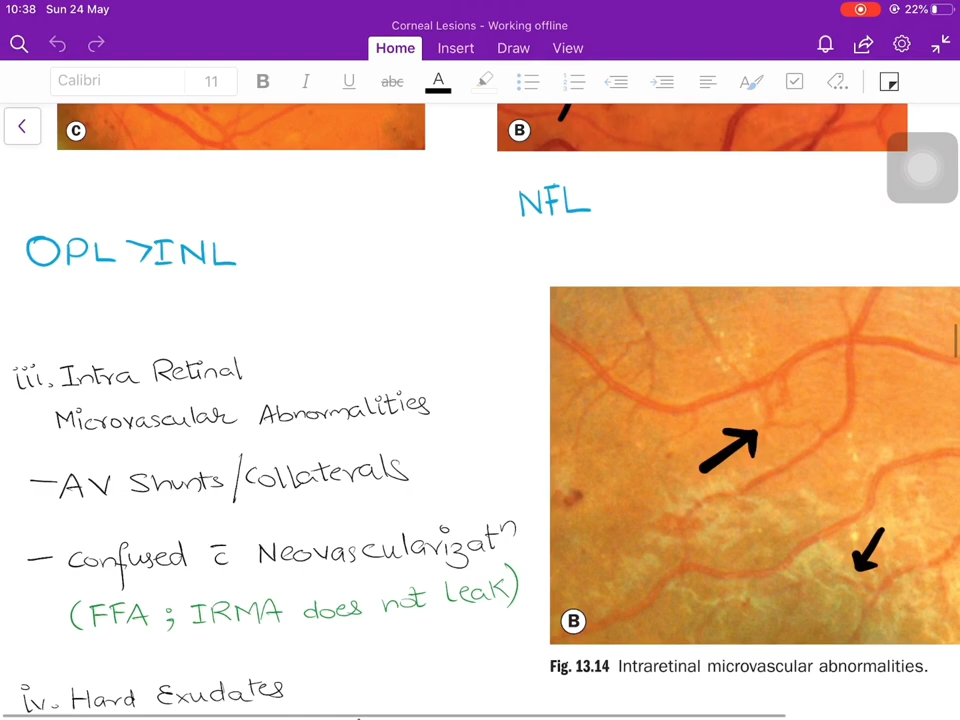 10:38 Sun 24 May
22%
Corneal Lesions - Working offline
Home Insert Draw View
Calibri 11 B I U abc A
C
B
NFL
OPL > INL
iii. Intra Retinal
Microvascular Abnormalities
- AV Shunts/Collaterals
- Confused c̄ Neovascularizatⁿ
(FFA ; IRMA does not leak)
B
Fig. 13.14 Intraretinal microvascular abnormalities.
iv. Hard Exudates